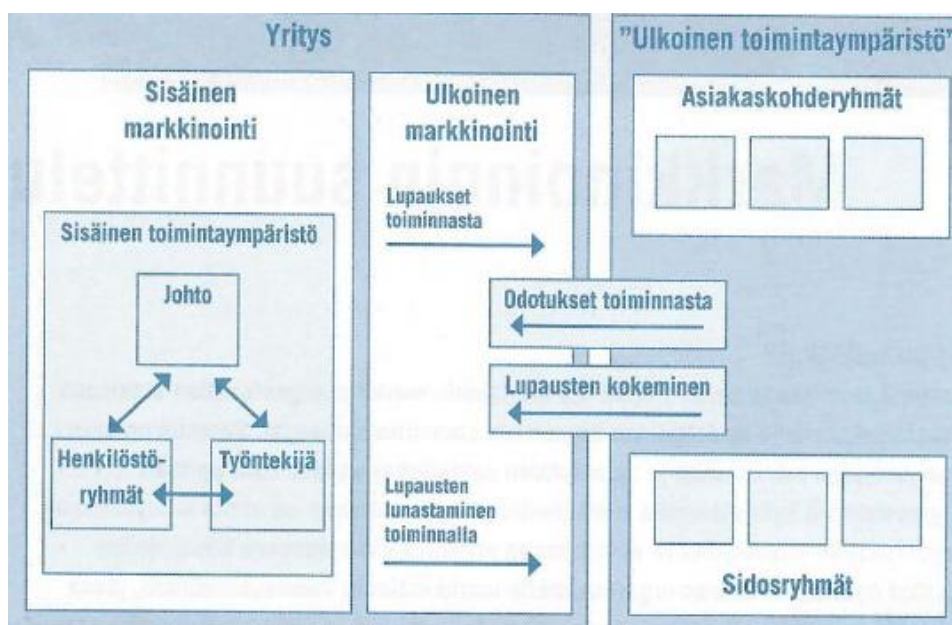 Yritys
"Ulkoinen toimintaympäristö"
Sisäinen
markkinointi
Ulkoinen
markkinointi
Asiakaskohderyhmät
Lupaukset
toiminnasta
Sisäinen toimintaympäristö
Johto
Odotukset toiminnasta
Lupausten kokeminen
Henkilöstö-
ryhmät
Työntekijä
Lupausten
lunastaminen
toiminnalla
Sidosryhmät